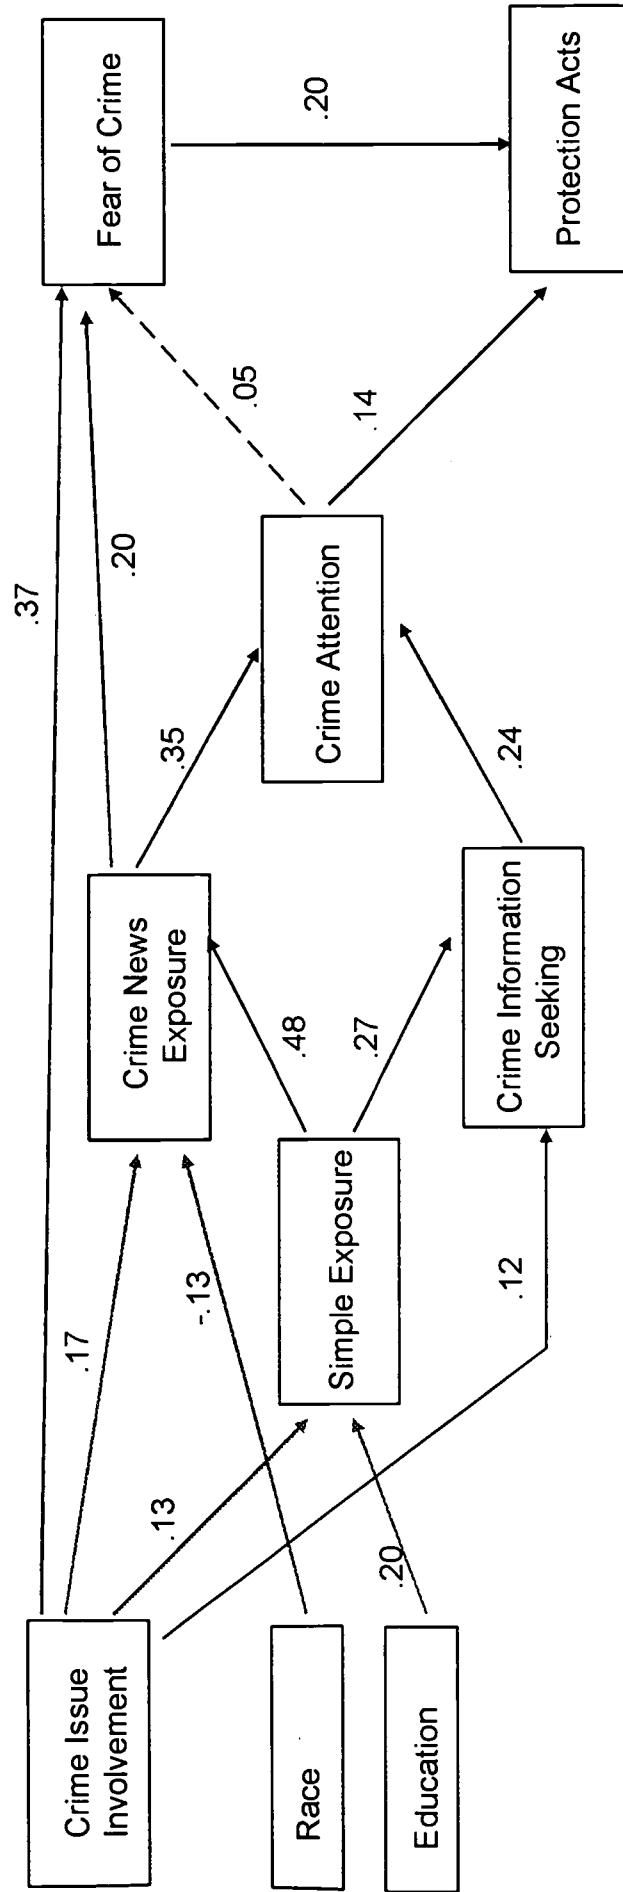 Crime Issue
Involvement
Race
Education
.37
.17
.13
-.13
.20
.12
Crime News
Exposure
Simple Exposure
.48
.27
Crime Information
Seeking
.20
.35
.24
Crime Attention
.05
.14
Fear of Crime
.20
Protection Acts